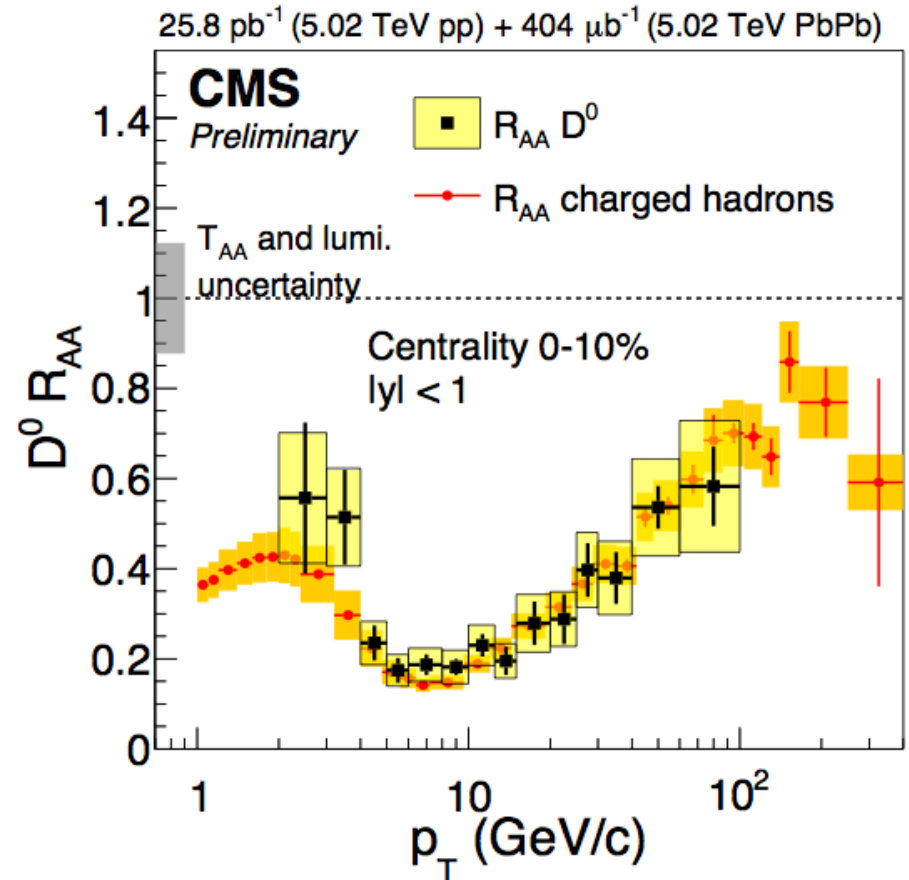 25.8 pb⁻¹ (5.02 TeV pp) + 404 μb⁻¹ (5.02 TeV PbPb)
CMS
Preliminary
R_AA D⁰
R_AA charged hadrons
T_AA and lumi.
uncertainty
Centrality 0-10%
|y| < 1
D⁰ R_AA
1.4
1.2
1
0.8
0.6
0.4
0.2
0
1
10
10²
p_T (GeV/c)